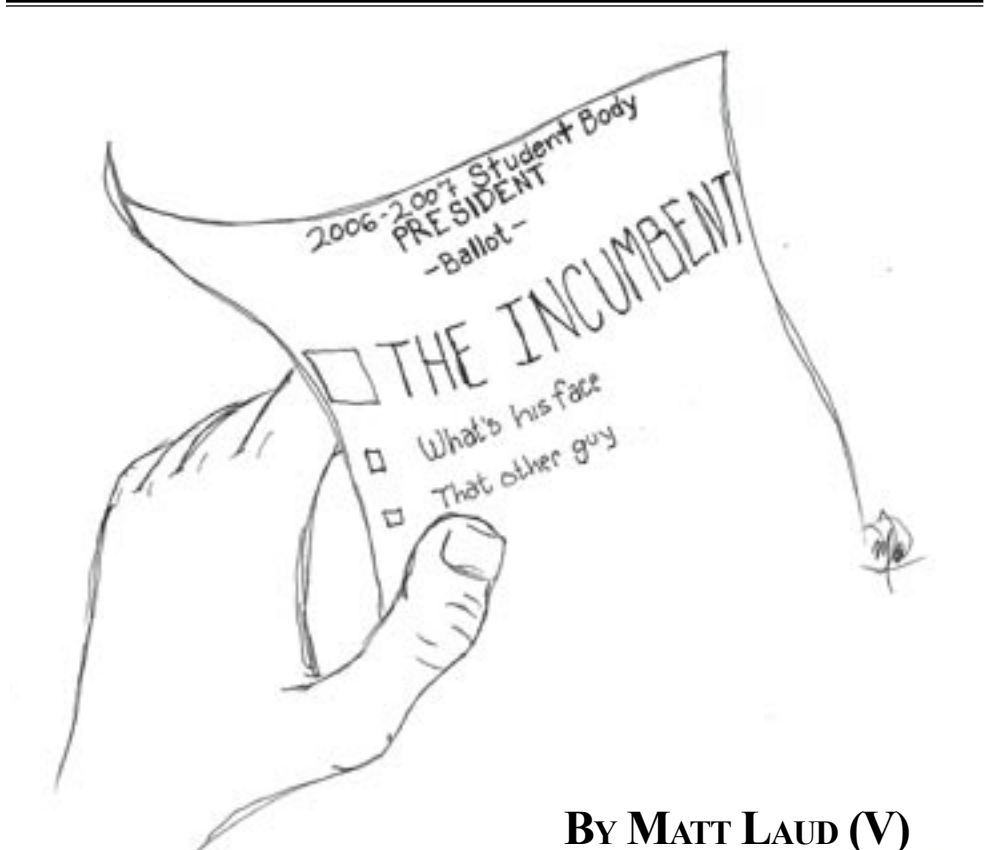 2006-2007 Student Body
PRESIDENT
-Ballot-
THE INCUMBENT
What's his face
That other guy
BY MATT LAUD (V)